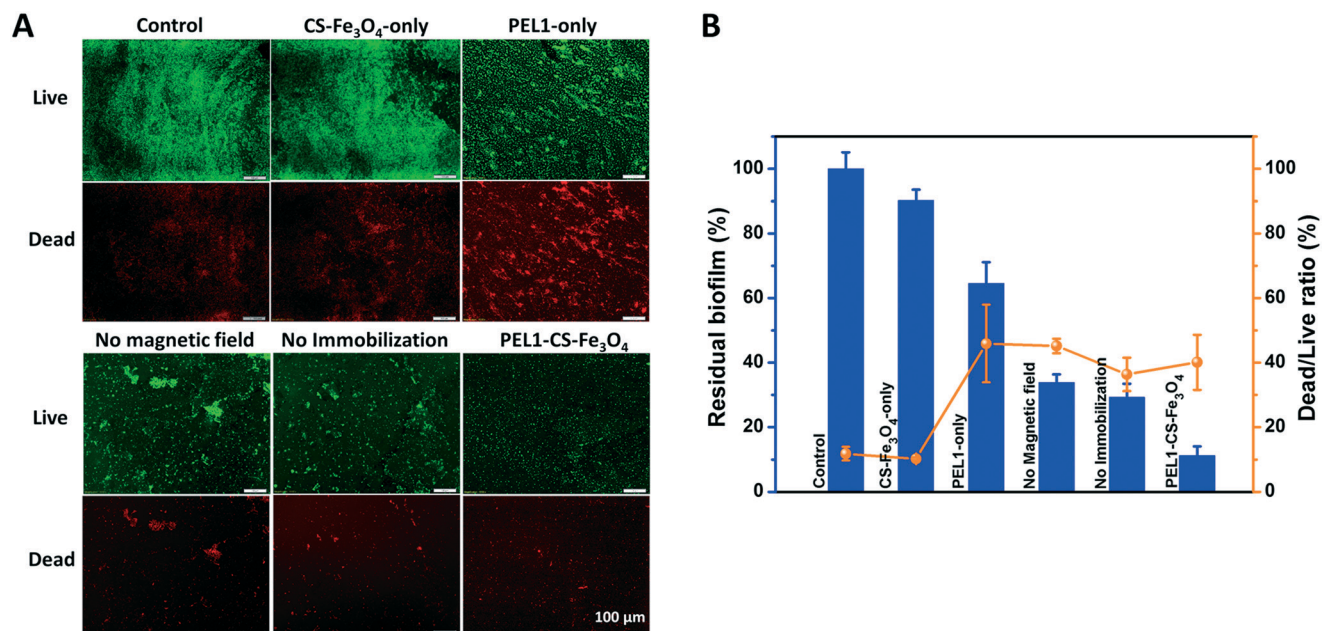 A
Control
CS-Fe₃O₄-only
PEL1-only
Live
Dead
No magnetic field
No Immobilization
PEL1-CS-Fe₃O₄
Live
Dead
100 μm
B
Residual biofilm (%)
100
80
60
40
20
0
Control
CS-Fe₃O₄-only
PEL1-only
No Magnetic field
No Immobilization
PEL1-CS-Fe₃O₄
100
80
60
40
20
0
Dead/Live ratio (%)